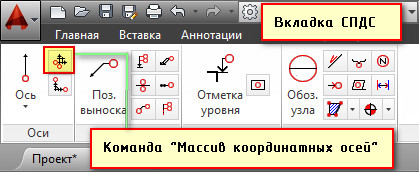 Вкладка СПДС
Главная Вставка Аннотации
Ось
Поз.
выноска
Отметка
уровня
Обоз.
узла
Оси
Команда "Массив координатных осей"
Проект*